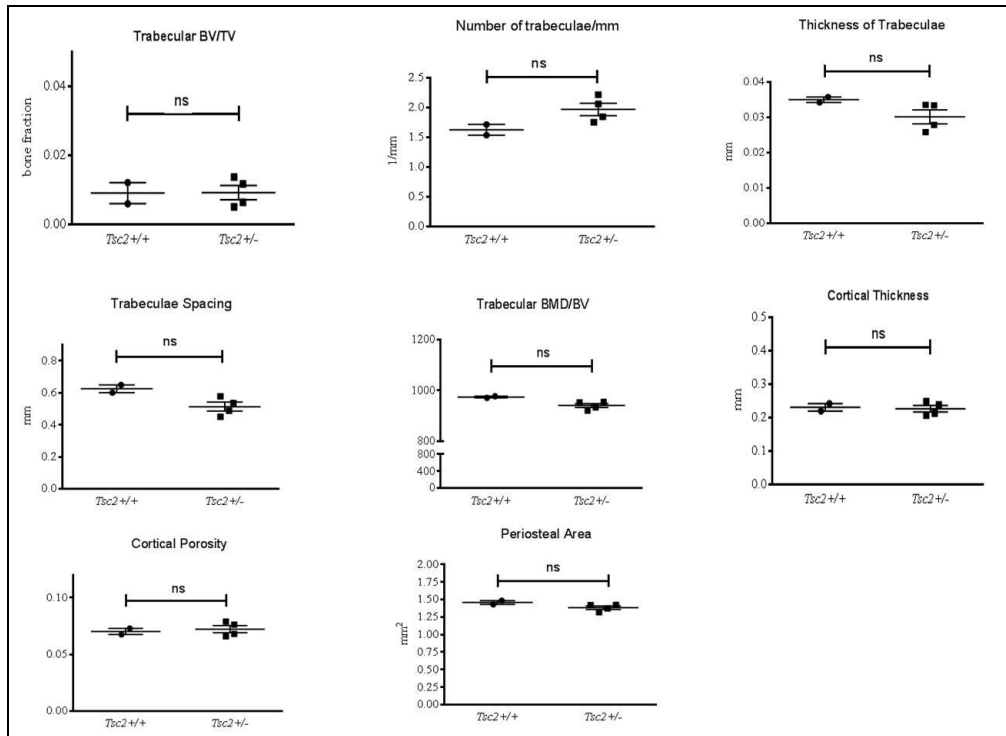 Trabecular BV/TV
ns
0.04
0.02
0.00
bone fraction
Tsc2+/+
Tsc2+/-
Number of trabeculae/mm
ns
2.5
2.0
1.5
1.0
0.5
0.0
1/mm
Tsc2+/+
Tsc2+/-
Thickness of Trabeculae
ns
0.04
0.03
0.02
0.01
0.00
mm
Tsc2+/+
Tsc2+/-
Trabeculae Spacing
ns
0.8
0.6
0.4
0.2
0.0
mm
Tsc2+/+
Tsc2+/-
Trabecular BMD/BV
ns
1200
1000
800
800
400
0
Tsc2+/+
Tsc2+/-
Cortical Thickness
ns
0.5
0.4
0.3
0.2
0.1
0.0
mm
Tsc2+/+
Tsc2+/-
Cortical Porosity
ns
0.10
0.05
0.00
Tsc2+/+
Tsc2+/-
Periosteal Area
ns
2.00
1.75
1.50
1.25
1.00
0.75
0.50
0.25
0.00
mm²
Tsc2+/+
Tsc2+/-